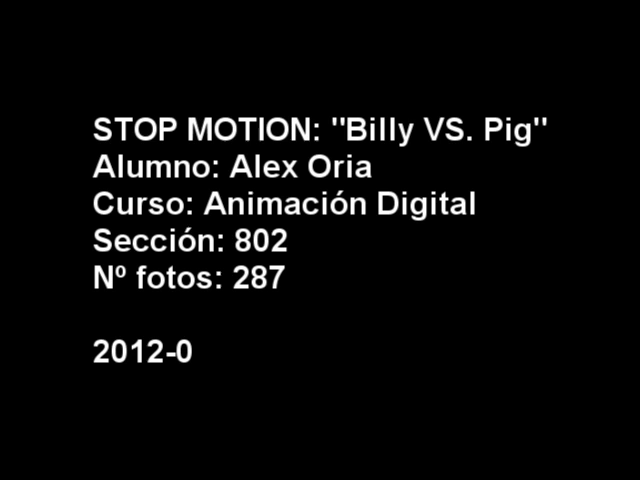 STOP MOTION: "Billy VS. Pig"
Alumno: Alex Oria
Curso: Animación Digital
Sección: 802
Nº fotos: 287
2012-0